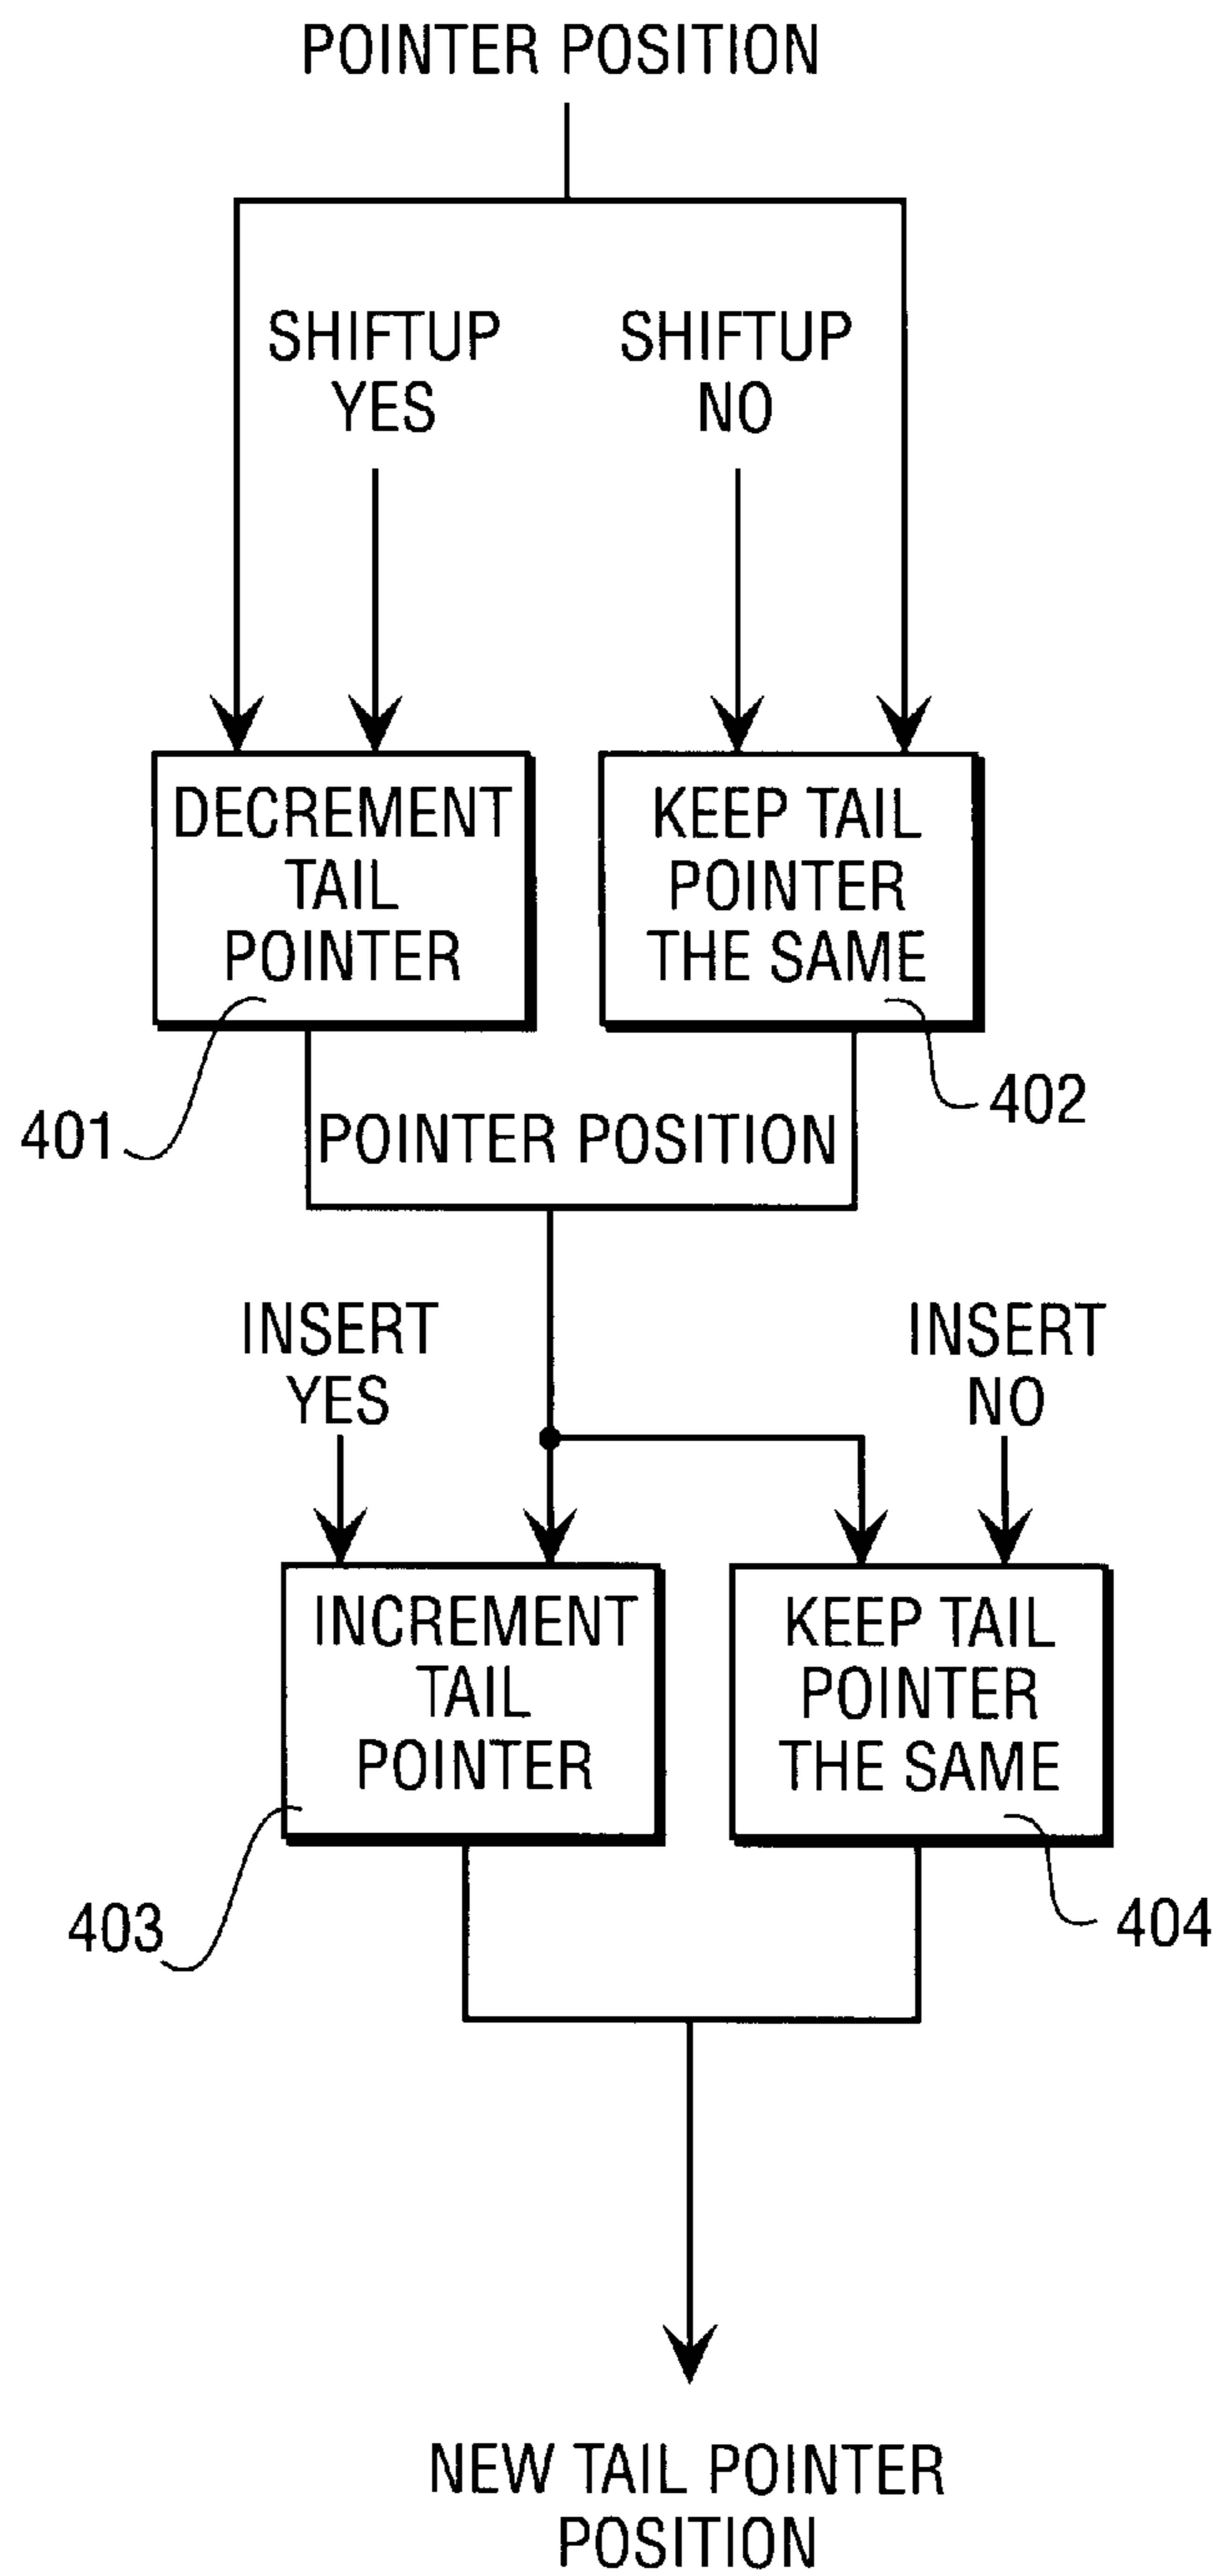 POINTER POSITION
SHIFTUP
YES
SHIFTUP
NO
DECREMENT
TAIL
POINTER
KEEP TAIL
POINTER
THE SAME
401
402
POINTER POSITION
INSERT
YES
INSERT
NO
INCREMENT
TAIL
POINTER
KEEP TAIL
POINTER
THE SAME
403
404
NEW TAIL POINTER
POSITION